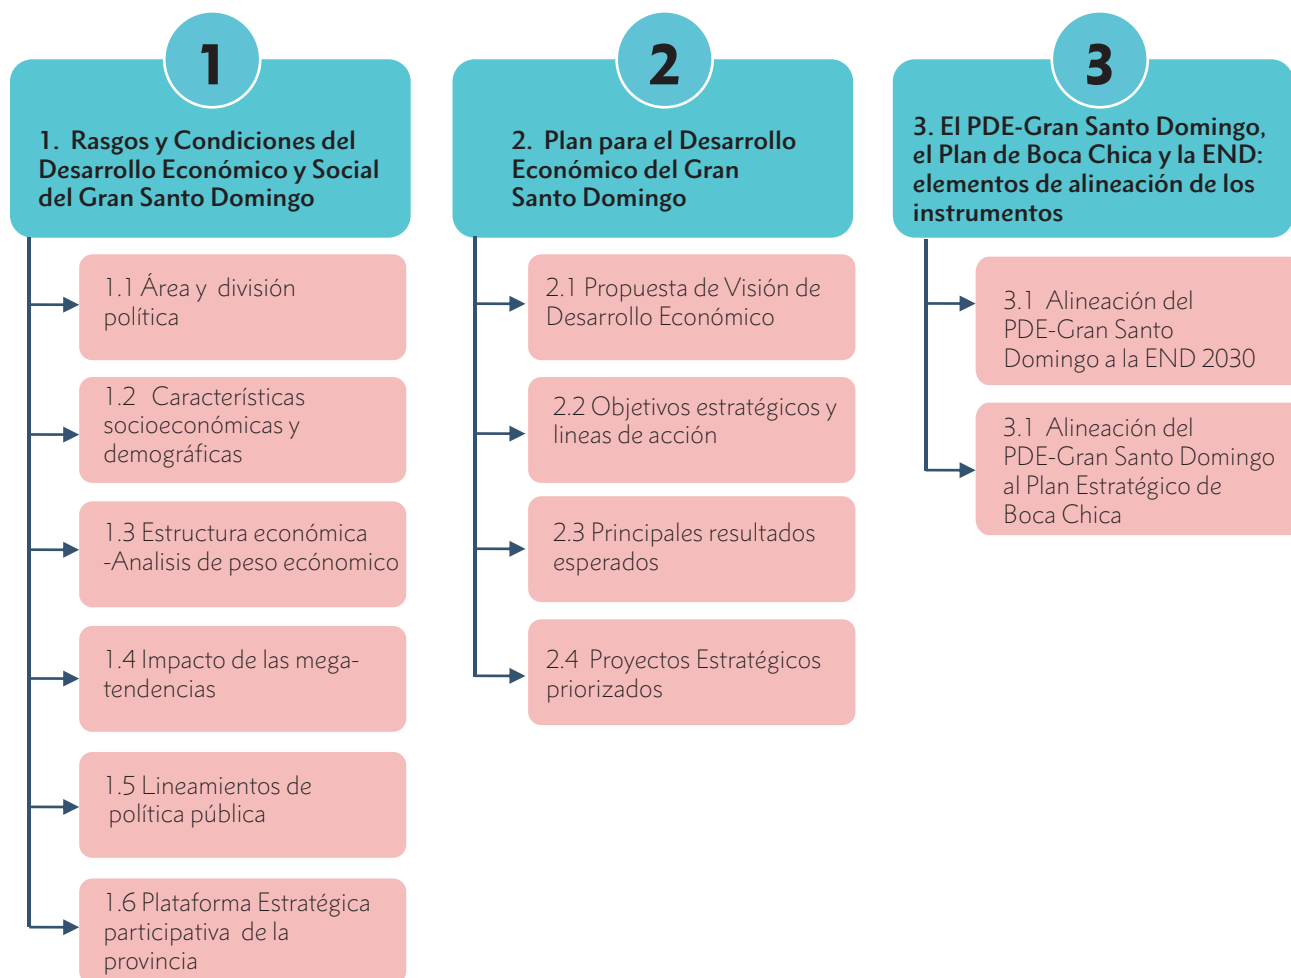 1
1. Rasgos y Condiciones del
Desarrollo Económico y Social
del Gran Santo Domingo
1.1 Área y división
política
1.2 Características
socioeconómicas y
demográficas
1.3 Estructura económica
-Analisis de peso ecónomico
1.4 Impacto de las mega-
tendencias
1.5 Lineamientos de
política pública
1.6 Plataforma Estratégica
participativa de la
provincia
2
2. Plan para el Desarrollo
Económico del Gran
Santo Domingo
2.1 Propuesta de Visión de
Desarrollo Económico
2.2 Objetivos estratégicos y
lineas de acción
2.3 Principales resultados
esperados
2.4 Proyectos Estratégicos
priorizados
3
3. El PDE-Gran Santo Domingo,
el Plan de Boca Chica y la END:
elementos de alineación de los
instrumentos
3.1 Alineación del
PDE-Gran Santo
Domingo a la END 2030
3.1 Alineación del
PDE-Gran Santo Domingo
al Plan Estratégico de
Boca Chica